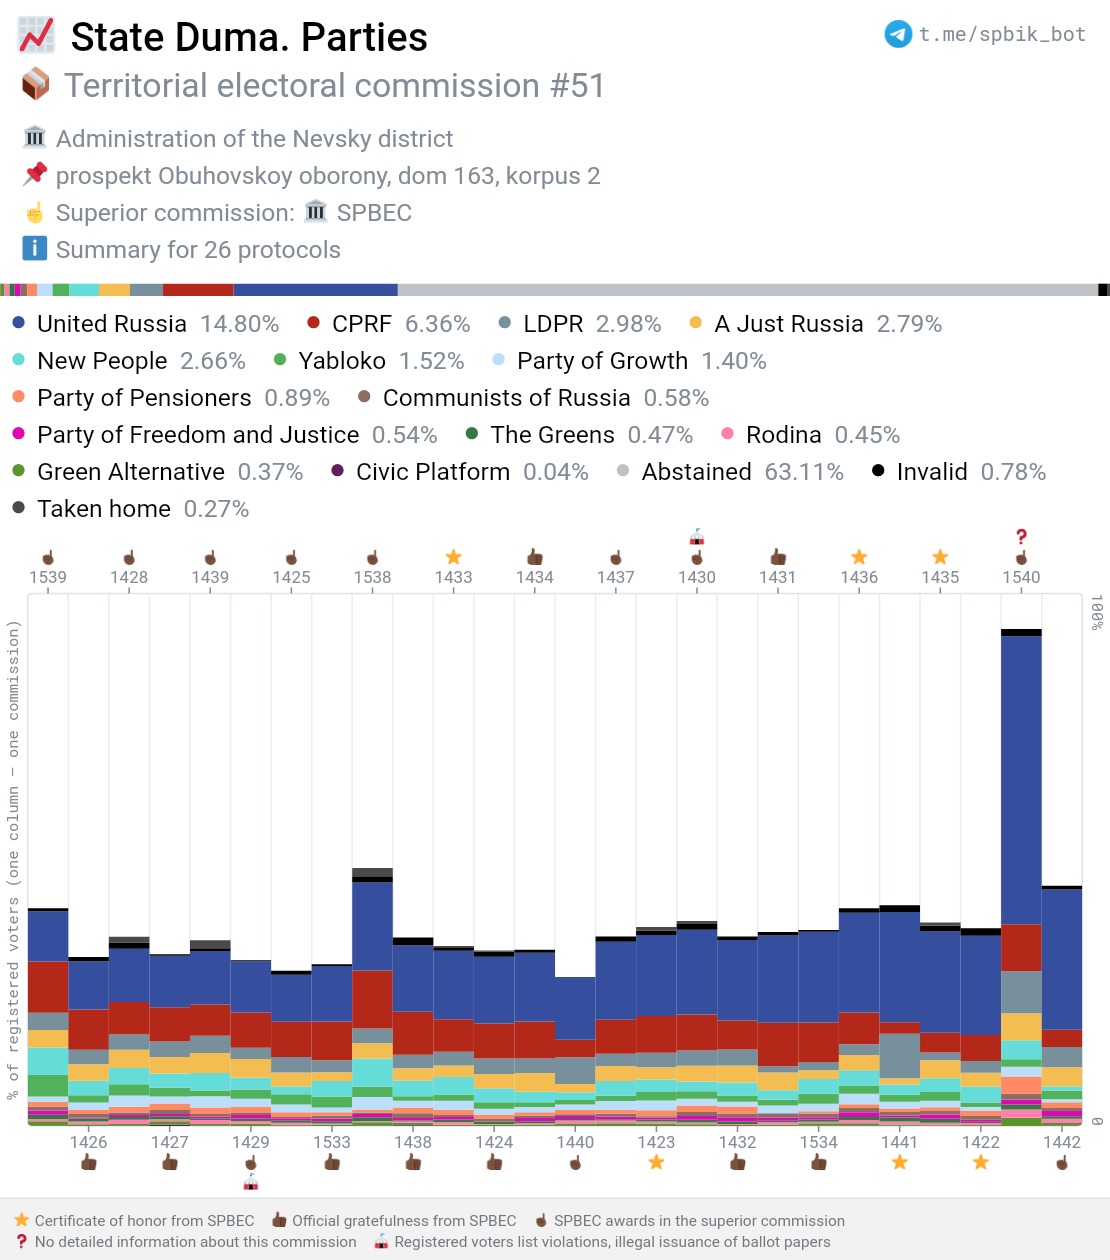 State Duma. Parties
t.me/spbik_bot
Territorial electoral commission #51
Administration of the Nevsky district
prospekt Obuhovskoy oborony, dom 163, korpus 2
Superior commission: SPBEC
Summary for 26 protocols
United Russia 14.80% CPRF 6.36% LDPR 2.98% A Just Russia 2.79%
New People 2.66% Yabloko 1.52% Party of Growth 1.40%
Party of Pensioners 0.89% Communists of Russia 0.58%
Party of Freedom and Justice 0.54% The Greens 0.47% Rodina 0.45%
Green Alternative 0.37% Civic Platform 0.04% Abstained 63.11% Invalid 0.78%
Taken home 0.27%
1539 1428 1439 1425 1538 1433 1434 1437 1430 1431 1436 1435 1540
100%
% of registered voters (one column – one commission)
0
1426 1427 1429 1533 1438 1424 1440 1423 1432 1534 1441 1422 1442
Certificate of honor from SPBEC Official gratefulness from SPBEC SPBEC awards in the superior commission
No detailed information about this commission Registered voters list violations, illegal issuance of ballot papers